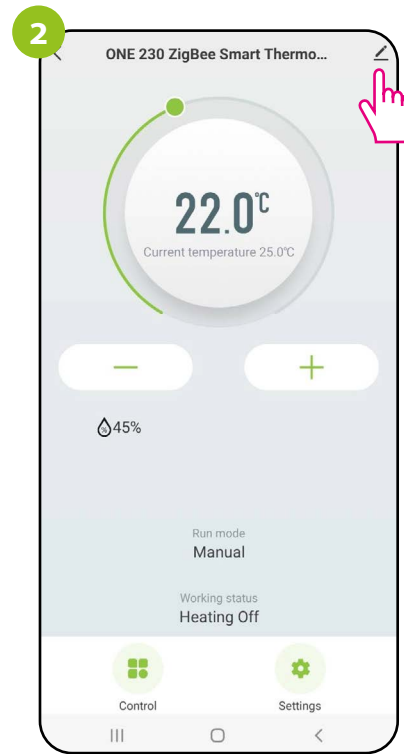 2
ONE 230 ZigBee Smart Thermo...
22.0°C
Current temperature 25.0°C
%45%
Run mode
Manual
Working status
Heating Off
Control
Settings